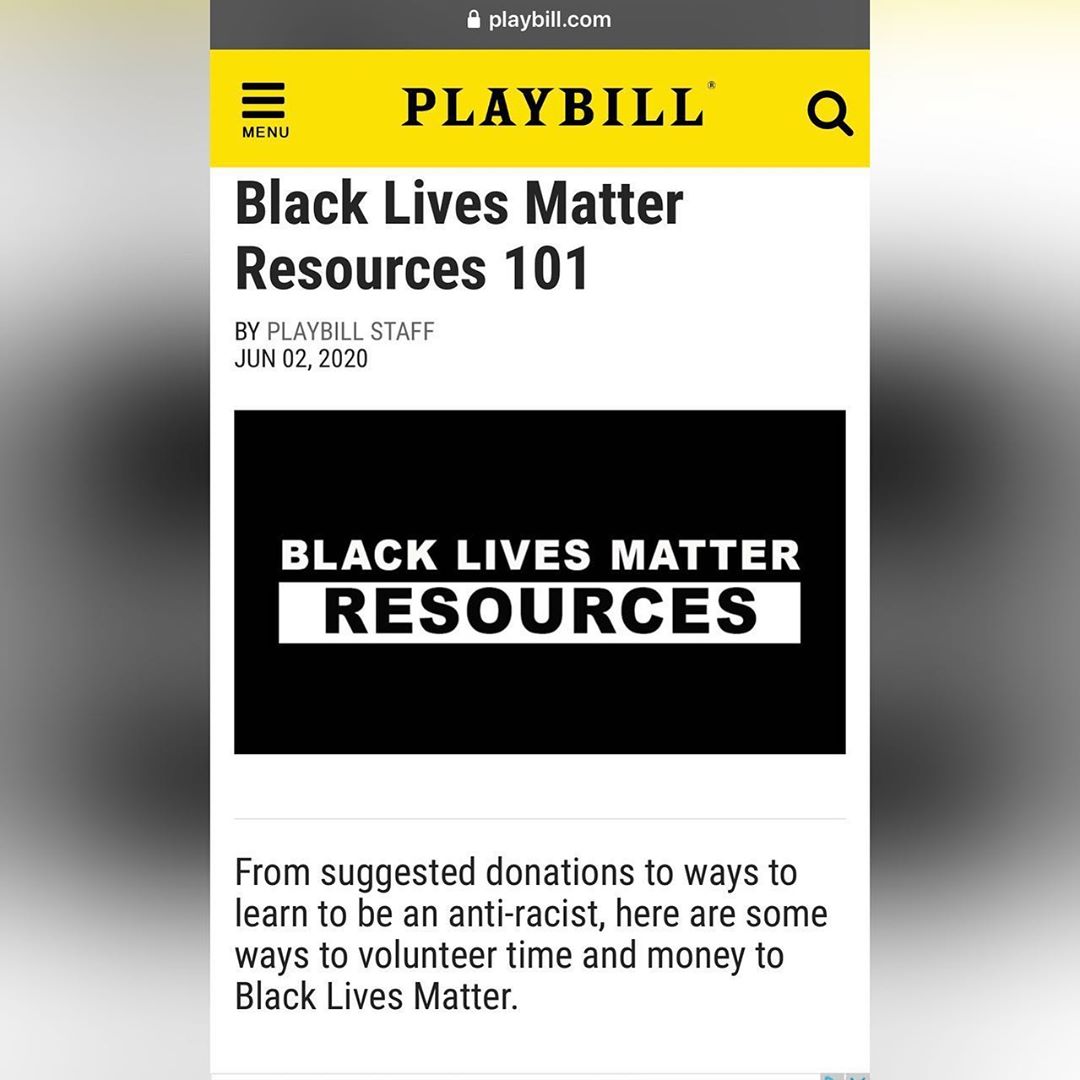 playbill.com
PLAYBILL®
MENU
Black Lives Matter
Resources 101
BY PLAYBILL STAFF
JUN 02, 2020
BLACK LIVES MATTER
RESOURCES
From suggested donations to ways to
learn to be an anti-racist, here are some
ways to volunteer time and money to
Black Lives Matter.